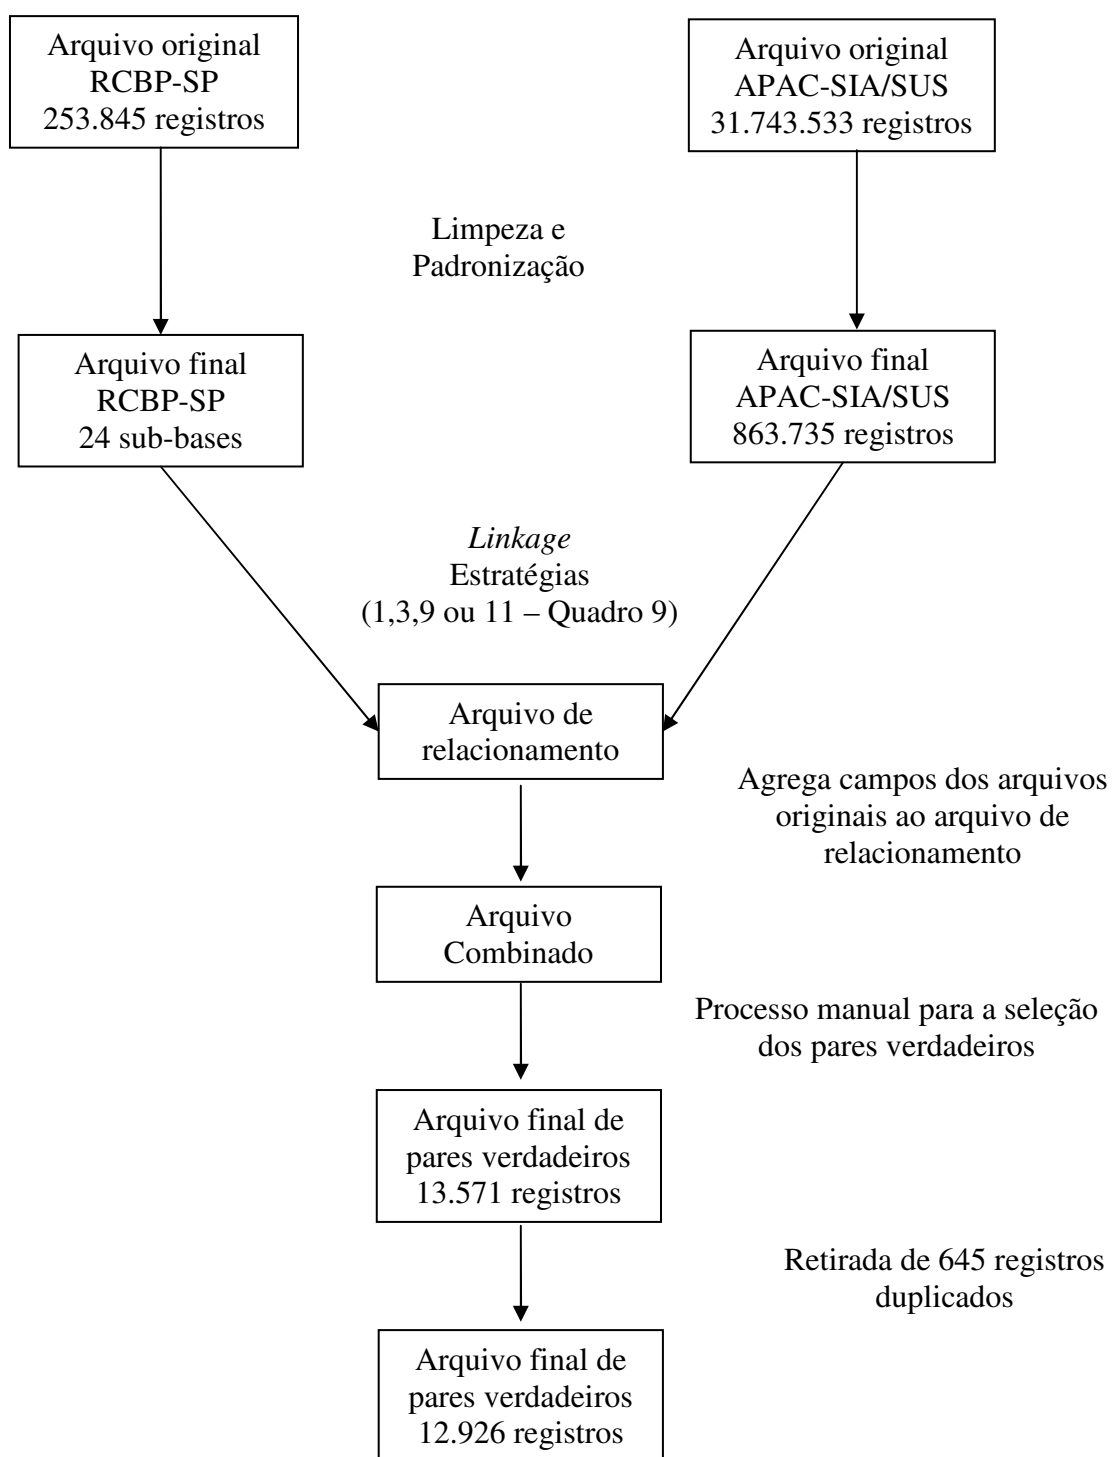 Arquivo original
RCBP-SP
253.845 registros
Arquivo original
APAC-SIA/SUS
31.743.533 registros
Limpeza e
Padronização
Arquivo final
RCBP-SP
24 sub-bases
Arquivo final
APAC-SIA/SUS
863.735 registros
Linkage
Estratégias
(1,3,9 ou 11 – Quadro 9)
Arquivo de
relacionamento
Agrega campos dos arquivos
originais ao arquivo de
relacionamento
Arquivo
Combinado
Processo manual para a seleção
dos pares verdadeiros
Arquivo final de
pares verdadeiros
13.571 registros
Retirada de 645 registros
duplicados
Arquivo final de
pares verdadeiros
12.926 registros